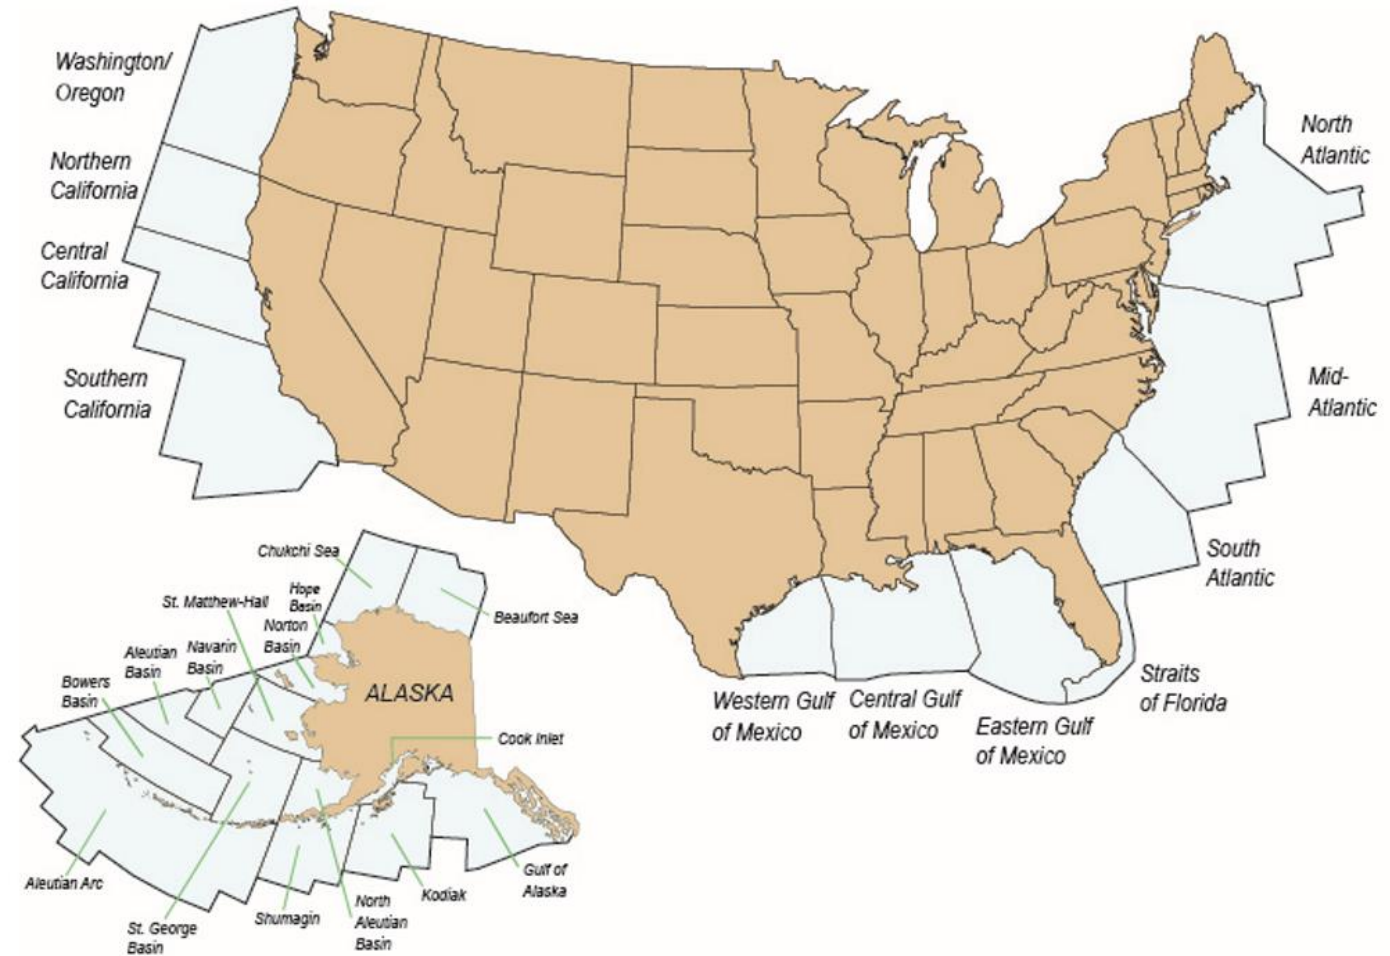 Washington/
Oregon
Northern
California
Central
California
Southern
California
North
Atlantic
Mid-
Atlantic
South
Atlantic
Straits
of Florida
Western Gulf
of Mexico
Central Gulf
of Mexico
Eastern Gulf
of Mexico
Chukchi Sea
Beaufort Sea
Hope
Basin
St. Matthew-Hall
Norton
Basin
Navarin
Basin
Aleutian
Basin
Bowers
Basin
ALASKA
Cook Inlet
Aleutian Arc
St. George
Basin
Shumagin
North
Aleutian
Basin
Kodiak
Gulf of
Alaska